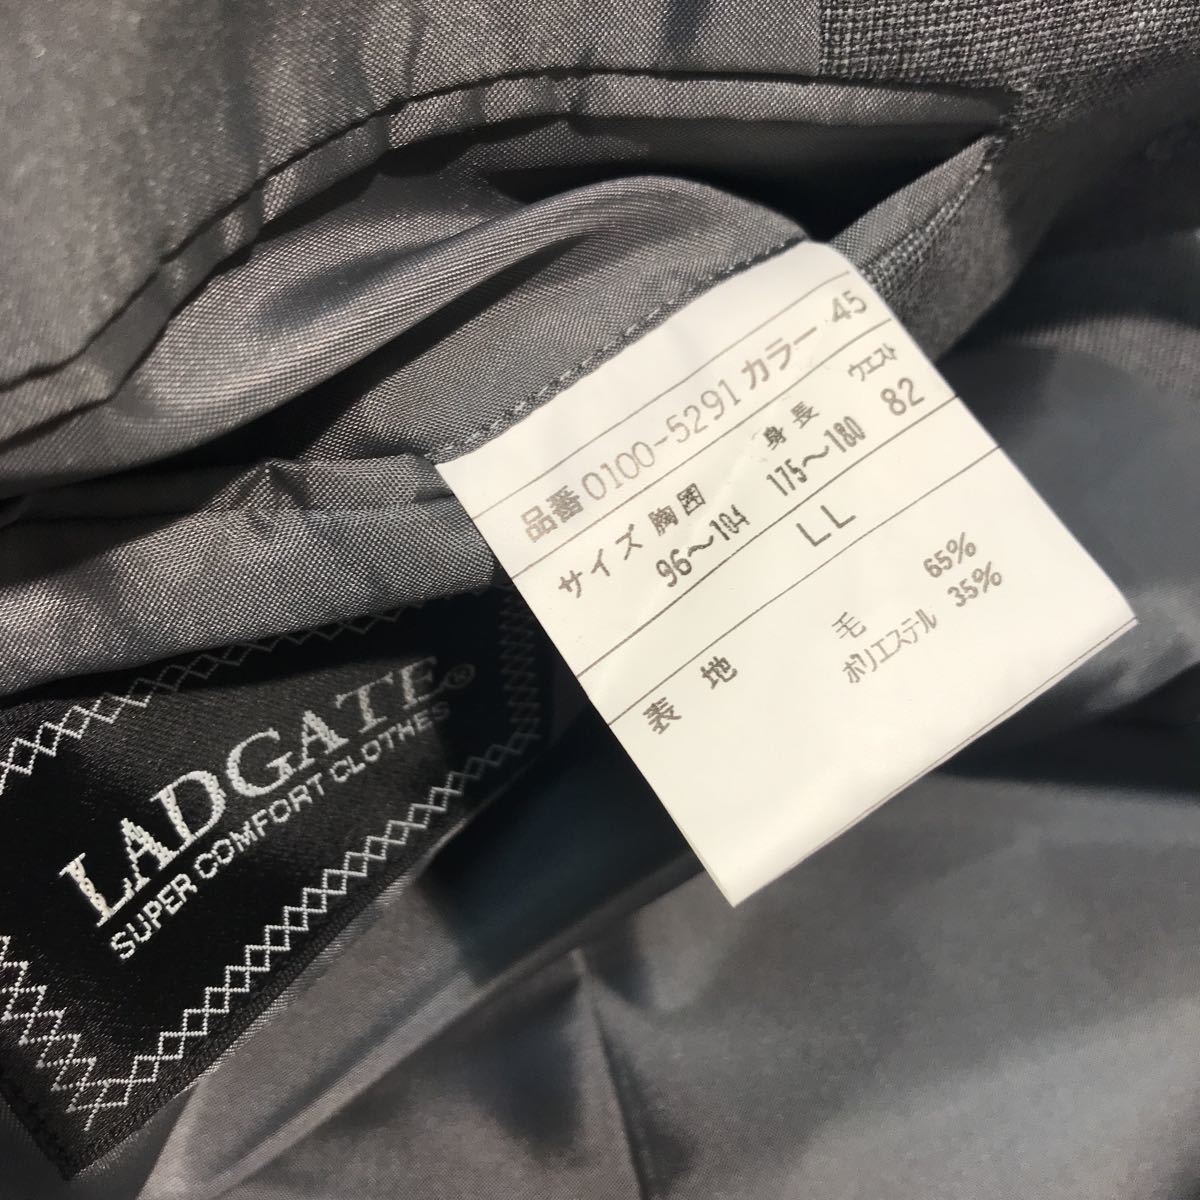 品番 0100-5291 カラー 45
サイズ 胸囲 身長 ウエスト
96〜104 175〜180 82
LL
表 地 毛 65%
ポリエステル 35%
LADGATE®
SUPER COMFORT CLOTHES